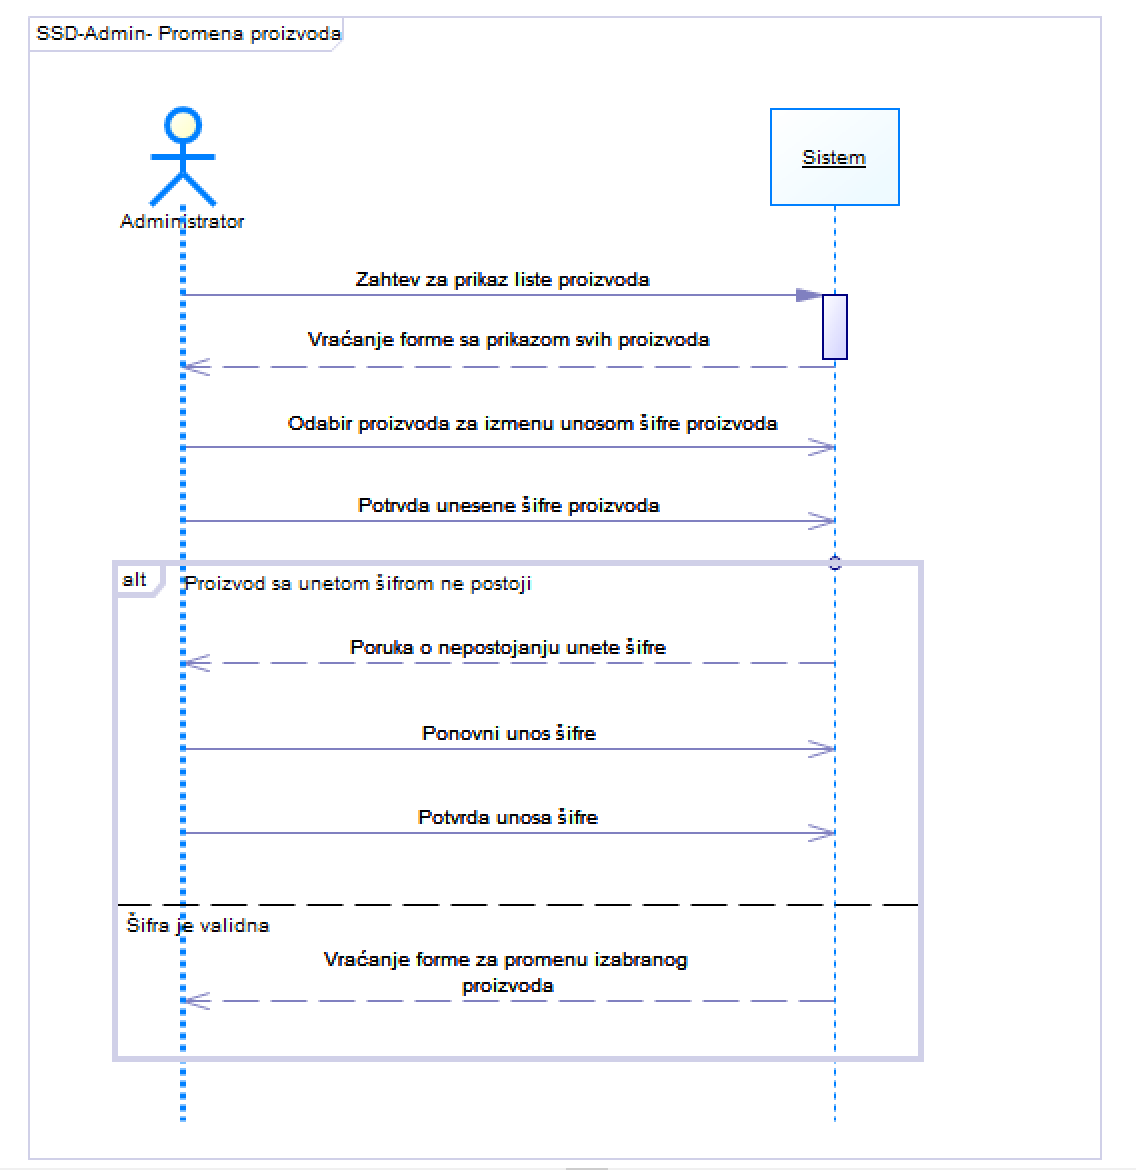 SSD-Admin- Promena proizvoda
Administrator
Sistem
Zahtev za prikaz liste proizvoda
Vraćanje forme sa prikazom svih proizvoda
Odabir proizvoda za izmenu unosom šifre proizvoda
Potrvda unesene šifre proizvoda
alt
Proizvod sa unetom šifrom ne postoji
Poruka o nepostojanju unete šifre
Ponovni unos šifre
Potvrda unosa šifre
Šifra je validna
Vraćanje forme za promenu izabranog
proizvoda